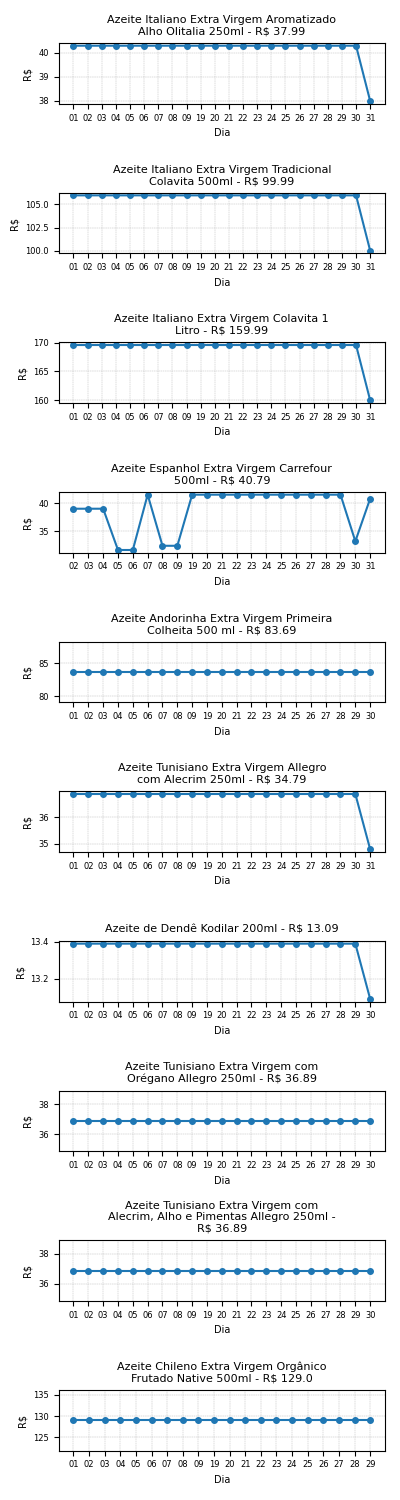 Azeite Italiano Extra Virgem Aromatizado
Alho Olitalia 250ml - R$ 37.99
40
39
38
R$
01 02 03 04 05 06 07 08 09 19 20 21 22 23 24 25 26 27 28 29 30 31
Dia
Azeite Italiano Extra Virgem Tradicional
Colavita 500ml - R$ 99.99
105.0
102.5
100.0
R$
01 02 03 04 05 06 07 08 09 19 20 21 22 23 24 25 26 27 28 29 30 31
Dia
Azeite Italiano Extra Virgem Colavita 1
Litro - R$ 159.99
170
165
160
R$
01 02 03 04 05 06 07 08 09 19 20 21 22 23 24 25 26 27 28 29 30 31
Dia
Azeite Espanhol Extra Virgem Carrefour
500ml - R$ 40.79
40
35
R$
02 03 04 05 06 07 08 09 19 20 21 22 23 24 25 26 27 28 29 30 31
Dia
Azeite Andorinha Extra Virgem Primeira
Colheita 500 ml - R$ 83.69
85
80
R$
01 02 03 04 05 06 07 08 09 19 20 21 22 23 24 25 26 27 28 29 30
Dia
Azeite Tunisiano Extra Virgem Allegro
com Alecrim 250ml - R$ 34.79
36
35
R$
01 02 03 04 05 06 07 08 09 20 21 22 23 24 25 26 27 28 29 30 31
Dia
Azeite de Dendê Kodilar 200ml - R$ 13.09
13.4
13.2
R$
01 02 03 04 05 06 07 08 09 19 20 21 22 23 24 25 26 27 28 29 30
Dia
Azeite Tunisiano Extra Virgem com
Orégano Allegro 250ml - R$ 36.89
38
36
R$
01 02 03 04 05 06 07 08 09 19 20 21 22 23 24 25 26 27 28 29 30
Dia
Azeite Tunisiano Extra Virgem com
Alecrim, Alho e Pimentas Allegro 250ml -
R$ 36.89
38
36
R$
01 02 03 04 05 06 07 08 09 19 20 21 22 23 24 25 26 27 28 29 30
Dia
Azeite Chileno Extra Virgem Orgânico
Frutado Native 500ml - R$ 129.0
135
130
125
R$
01 02 03 04 05 06 07 08 09 19 20 21 22 23 24 25 26 27 28 29
Dia